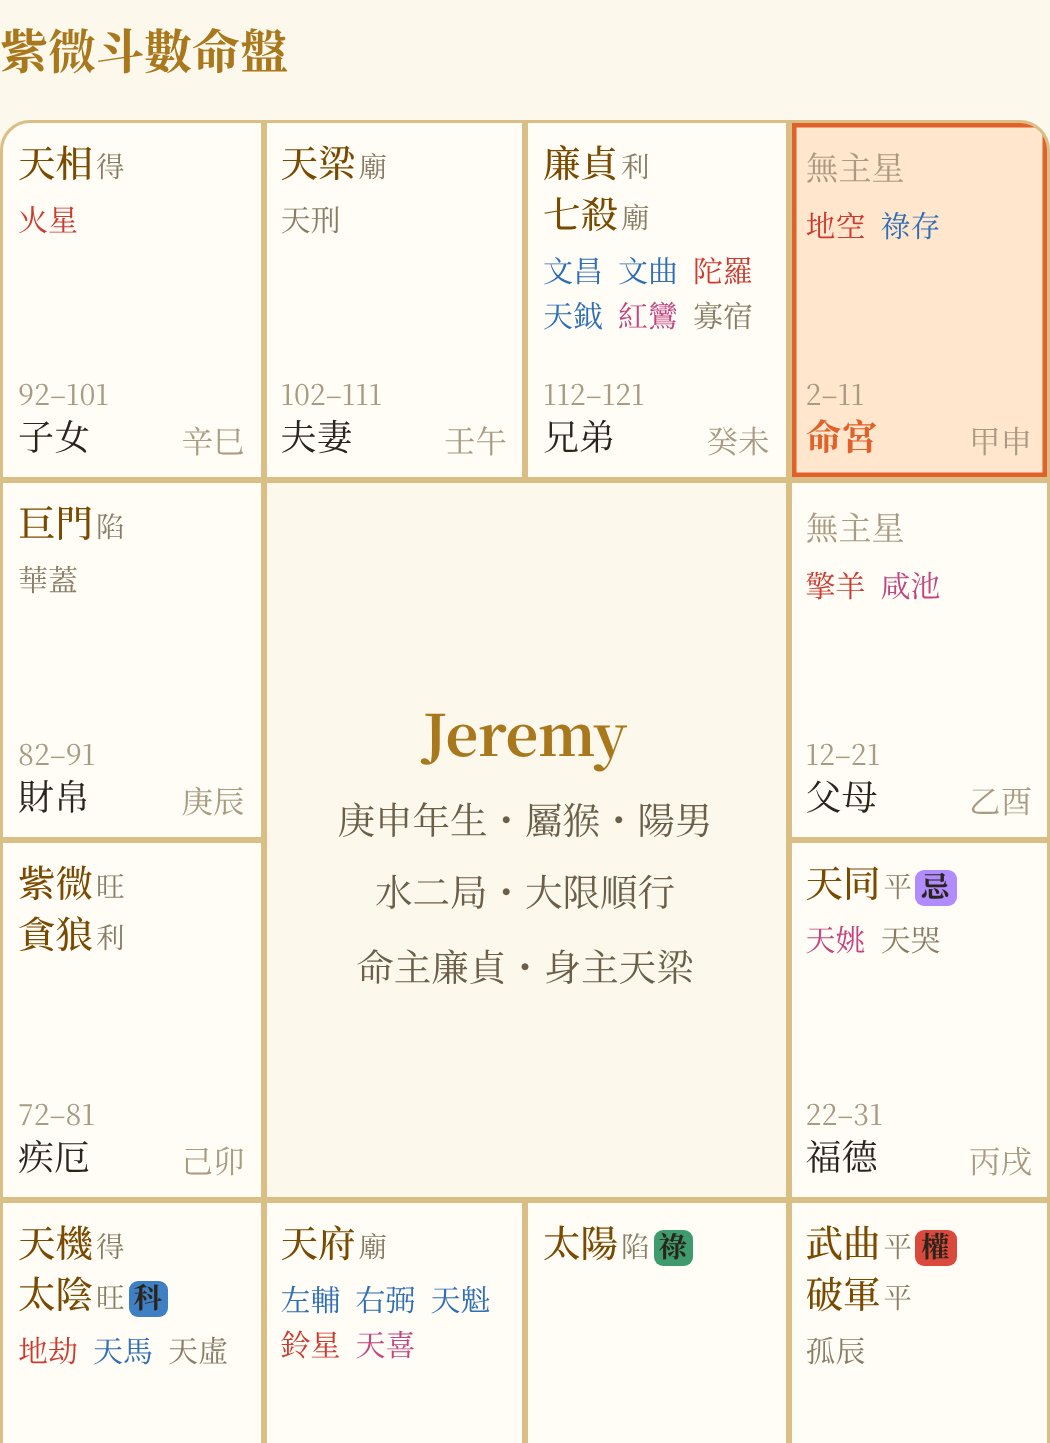 紫微斗數命盤
天相得
火星
92–101
子女 辛巳
天梁廟
天刑
102–111
夫妻 壬午
廉貞利
七殺廟
文昌 文曲 陀羅
天鉞 紅鸞 寡宿
112–121
兄弟 癸未
無主星
地空 祿存
2–11
命宮 甲申
巨門陷
華蓋
82–91
財帛 庚辰
Jeremy
庚申年生・屬猴・陽男
水二局・大限順行
命主廉貞・身主天梁
無主星
擎羊 咸池
12–21
父母 乙酉
紫微旺
貪狼利
72–81
疾厄 己卯
天同平忌
天姚 天哭
22–31
福德 丙戌
天機得
太陰旺科
地劫 天馬 天虛
天府廟
左輔 右弼 天魁
鈴星 天喜
太陽陷祿
武曲平權
破軍平
孤辰